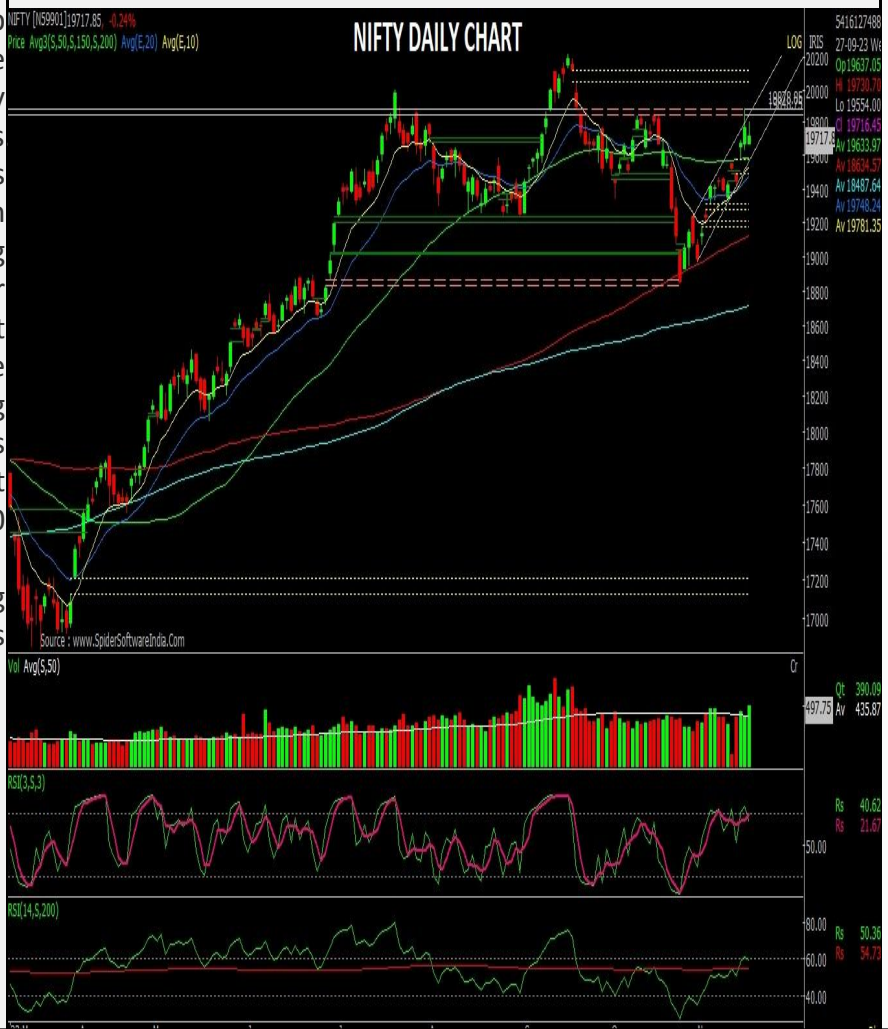 NIFTY [N59901]19717.85, -0.24%
Price Avg3(S,50,S,150,S,200) Avg(E,20) Avg(E,10)
NIFTY DAILY CHART
LOG
IRIS
5416127488
27-09-23 We
Op 19637.05
Hi 19730.70
Lo 19554.00
Cl 19716.45
Av 19633.97
Av 18634.57
Av 18487.64
Av 19748.24
Av 19781.35
20200
20000
19800
19717.8
19600
19400
19200
19000
18800
18600
18400
18200
18000
17800
17600
17400
17200
17000
Source : www.SpiderSoftwareIndia.Com
Vol Avg(S,50)
Cr
497.75
Qt 390.09
Av 435.87
RSI(3,S,3)
50.00
Rs 40.62
Rs 21.67
RSI(14,S,200)
80.00
60.00
40.00
Rs 50.36
Rs 54.73